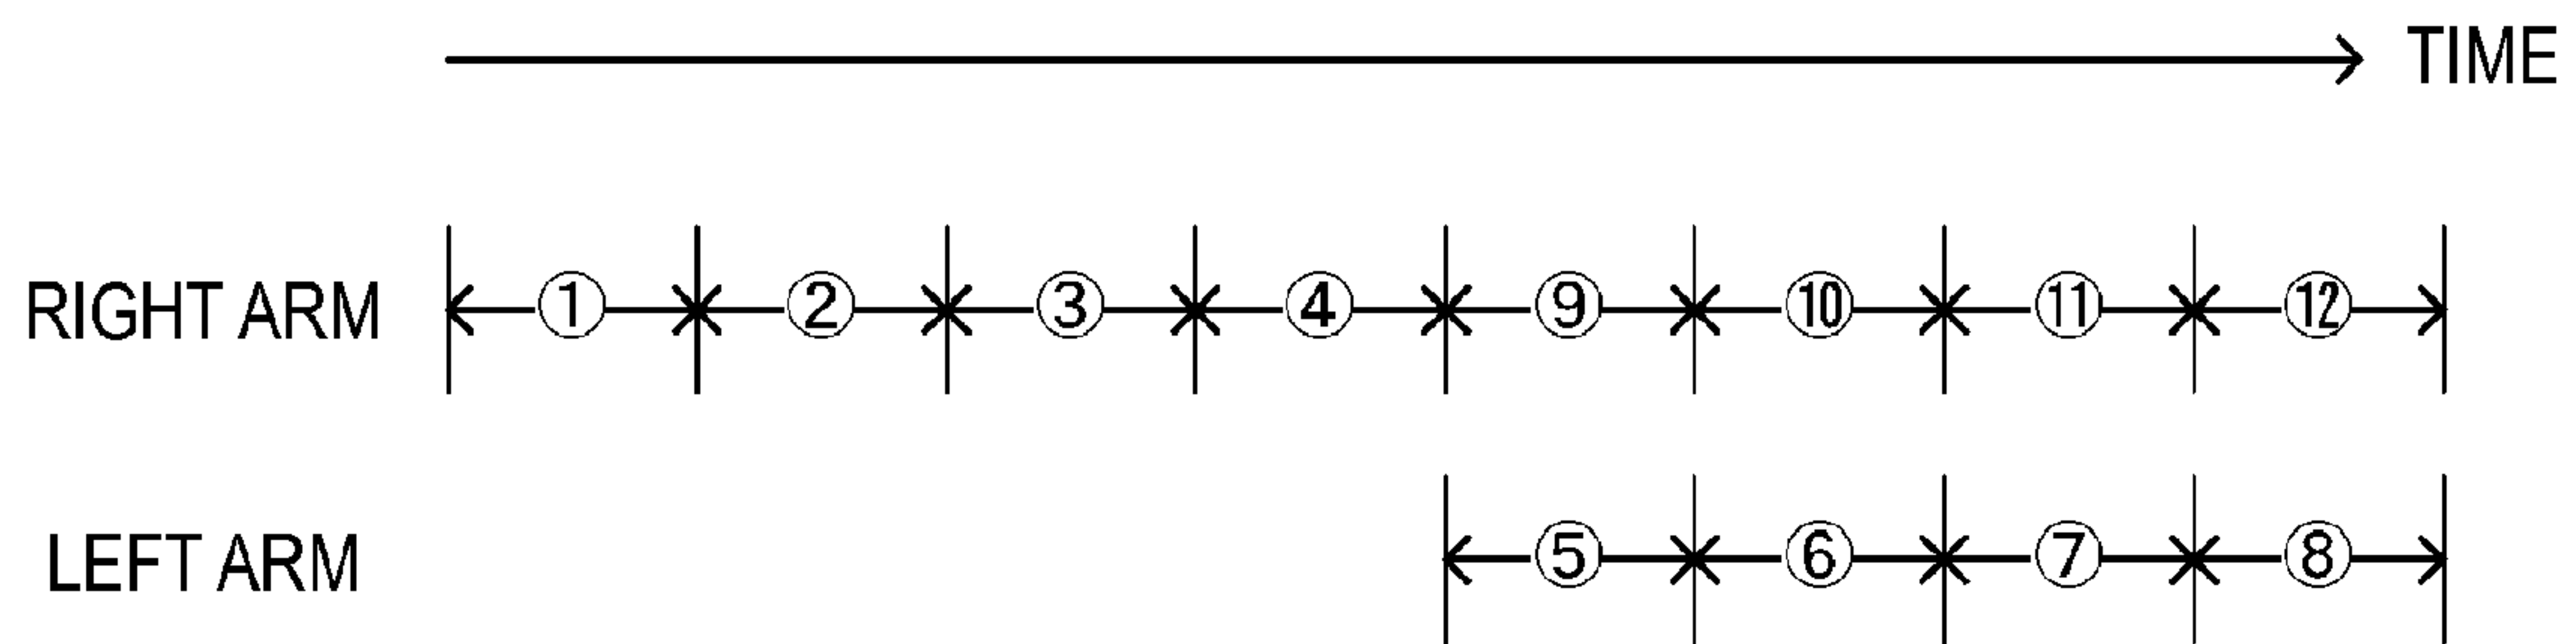 TIME
RIGHT ARM ① ② ③ ④ ⑨ ⑩ ⑪ ⑫
LEFT ARM ⑤ ⑥ ⑦ ⑧